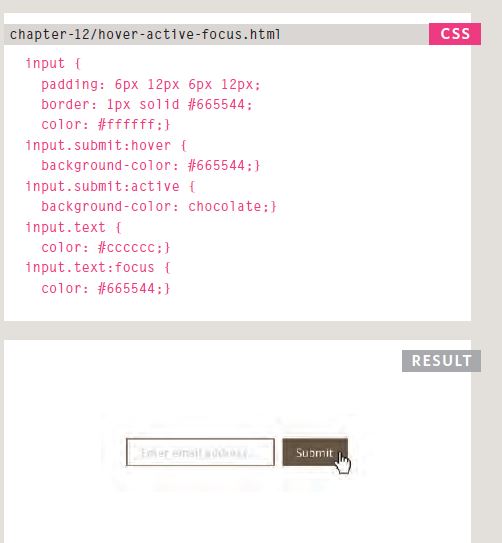 chapter-12/hover-active-focus.html
CSS
input {
padding: 6px 12px 6px 12px;
border: 1px solid #665544;
color: #ffffff;}
input.submit:hover {
background-color: #665544;}
input.submit:active {
background-color: chocolate;}
input.text {
color: #cccccc;}
input.text:focus {
color: #665544;}
RESULT
Enter email address...
Submit